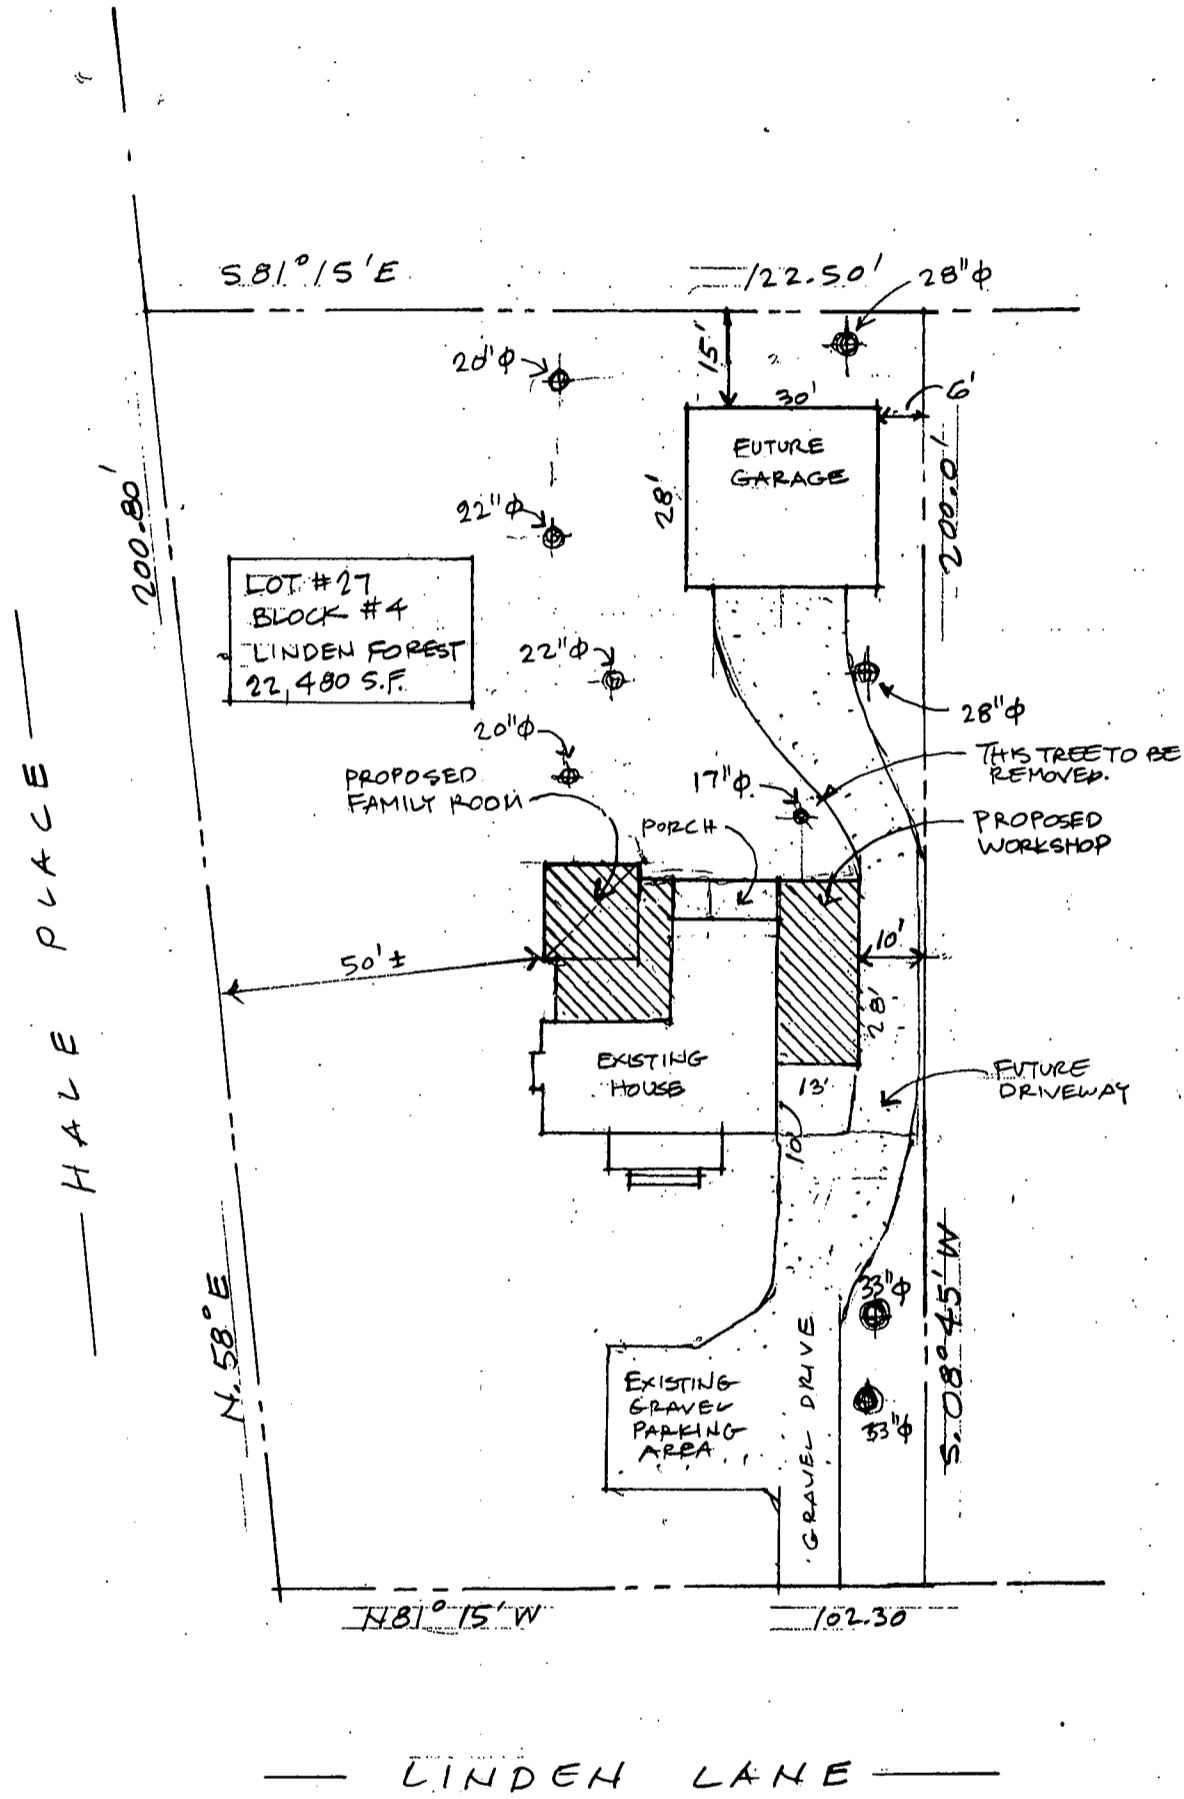 S81°15'E
122.50'
28"ϕ
20"ϕ
15'
30'
6'
FUTURE
GARAGE
28'
200.0'
200.80'
22"ϕ
LOT #27
BLOCK #4
LINDEN FOREST
22,480 S.F.
22"ϕ
28"ϕ
20"ϕ
THIS TREE TO BE
REMOVED.
PROPOSED
FAMILY ROOM
17"ϕ
PORCH
PROPOSED
WORKSHOP
HALE PLACE
50'±
10'
28'
EXISTING
HOUSE
13'
10'
FUTURE
DRIVEWAY
N. 58° E
33"ϕ
S. 08° 45' W
EXISTING
GRAVEL
PARKING
AREA
GRAVEL DRIVE
33"ϕ
N81° 15' W
102.30
LINDEN LANE